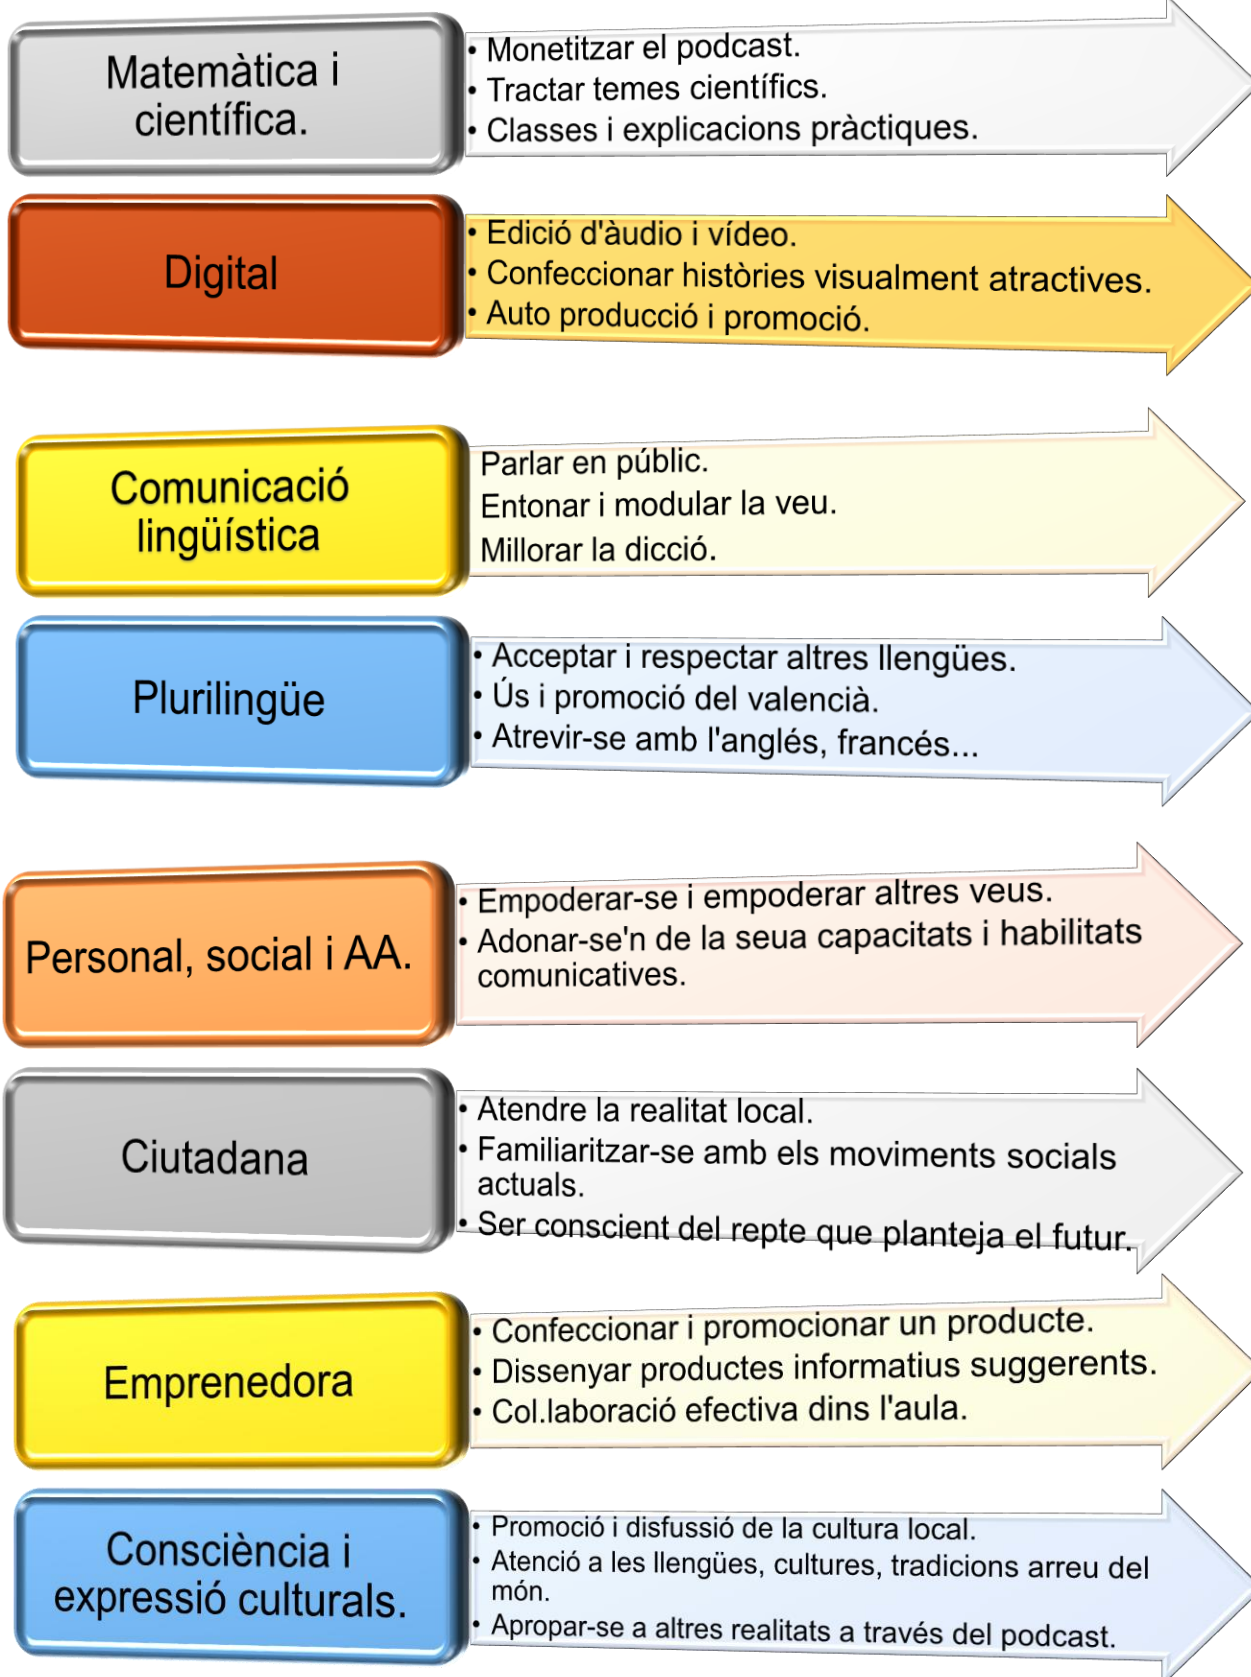 Matemàtica i
científica.
• Monetitzar el podcast.
• Tractar temes científics.
• Classes i explicacions pràctiques.
Digital
• Edició d'àudio i vídeo.
• Confeccionar històries visualment atractives.
• Auto producció i promoció.
Comunicació
lingüística
Parlar en públic.
Entonar i modular la veu.
Millorar la dicció.
Plurilingüe
• Acceptar i respectar altres llengües.
• Ús i promoció del valencià.
• Atrevir-se amb l'anglés, francés...
Personal, social i AA.
• Empoderar-se i empoderar altres veus.
• Adonar-se'n de la seua capacitats i habilitats
comunicatives.
Ciutadana
• Atendre la realitat local.
• Familiaritzar-se amb els moviments socials
actuals.
• Ser conscient del repte que planteja el futur.
Emprenedora
• Confeccionar i promocionar un producte.
• Dissenyar productes informatius suggerents.
• Col.laboració efectiva dins l'aula.
Consciència i
expressió culturals.
• Promoció i disfussió de la cultura local.
• Atenció a les llengües, cultures, tradicions arreu del
món.
• Apropar-se a altres realitats a través del podcast.